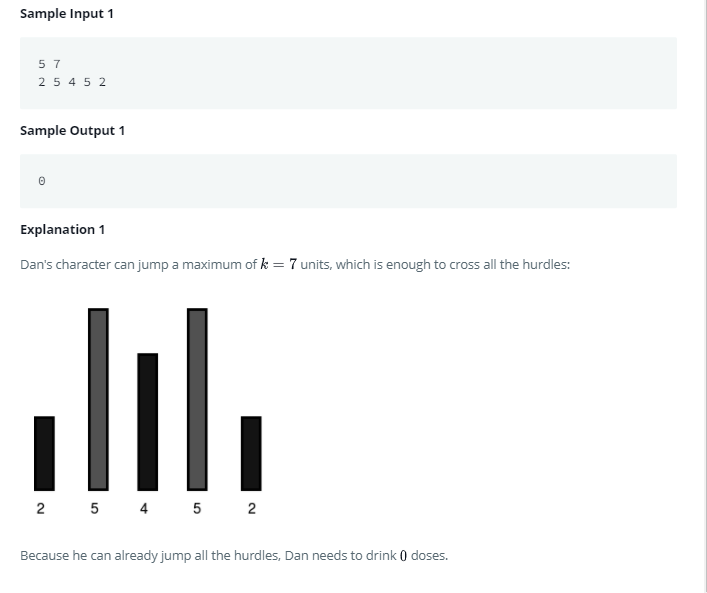 Sample Input 1
5 7
2 5 4 5 2
Sample Output 1
0
Explanation 1
Dan's character can jump a maximum of k = 7 units, which is enough to cross all the hurdles:
2 5 4 5 2
Because he can already jump all the hurdles, Dan needs to drink 0 doses.